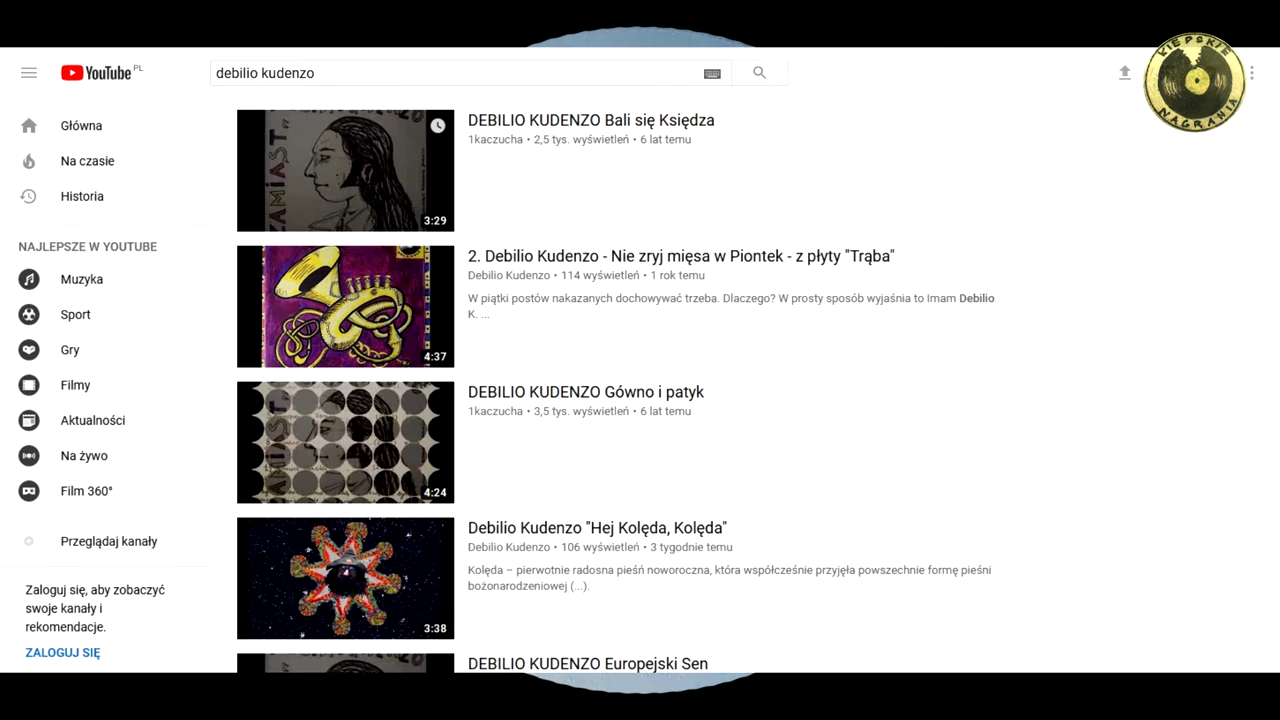 YouTube PL
debilio kudenzo
KIEPSKIE
NAGRANIA
Główna
Na czasie
Historia
NAJLEPSZE W YOUTUBE
Muzyka
Sport
Gry
Filmy
Aktualności
Na żywo
Film 360°
Przeglądaj kanały
Zaloguj się, aby zobaczyć
swoje kanały i
rekomendacje.
ZALOGUJ SIĘ
ZAMIAST
3:29
DEBILIO KUDENZO Bali się Księdza
1kaczucha • 2,5 tys. wyświetleń • 6 lat temu
4:37
2. Debilio Kudenzo - Nie zryj mięsa w Piontek - z płyty "Trąba"
Debilio Kudenzo • 114 wyświetleń • 1 rok temu
W piątki postów nakazanych dochowywać trzeba. Dlaczego? W prosty sposób wyjaśnia to Imam Debilio
K. ...
4:24
DEBILIO KUDENZO Gówno i patyk
1kaczucha • 3,5 tys. wyświetleń • 6 lat temu
3:38
Debilio Kudenzo "Hej Kolęda, Kolęda"
Debilio Kudenzo • 106 wyświetleń • 3 tygodnie temu
Kolęda – pierwotnie radosna pieśń noworoczna, która współcześnie przyjęła powszechnie formę pieśni
bożonarodzeniowej (...).
DEBILIO KUDENZO Europejski Sen